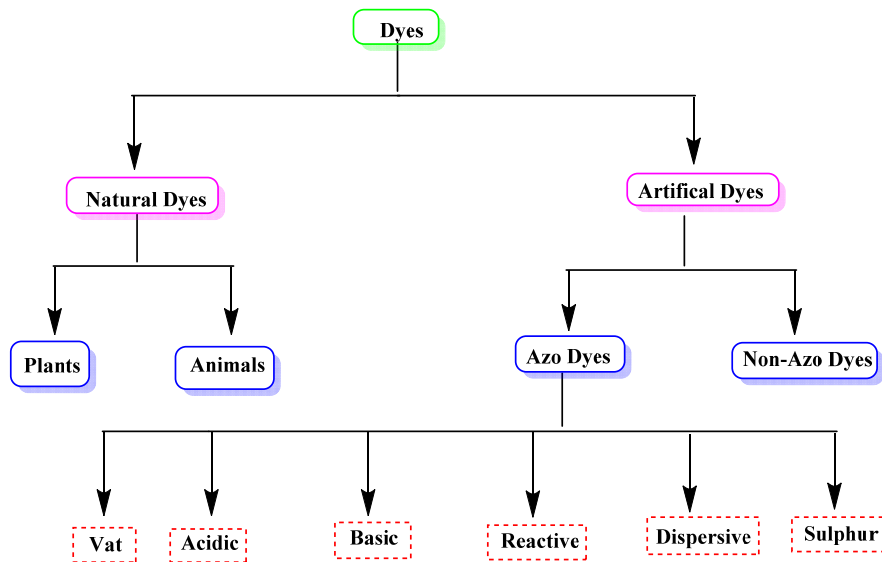 Dyes
Natural Dyes
Artifical Dyes
Plants
Animals
Azo Dyes
Non-Azo Dyes
Vat
Acidic
Basic
Reactive
Dispersive
Sulphur